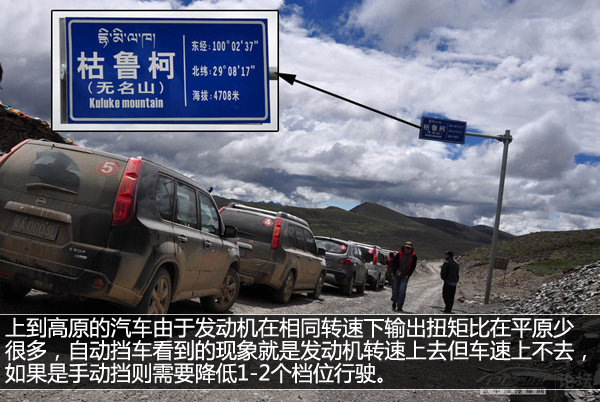 枯鲁柯
（无名山）
Kuluke mountain
东经：100°02'37"
北纬：29°08'17"
海拔：4708米
枯鲁柯
5
4
上到高原的汽车由于发动机在相同转速下输出扭矩比在平原少
很多，自动挡车看到的现象就是发动机转速上去但车速上不去，
如果是手动挡则需要降低1-2个档位行驶。